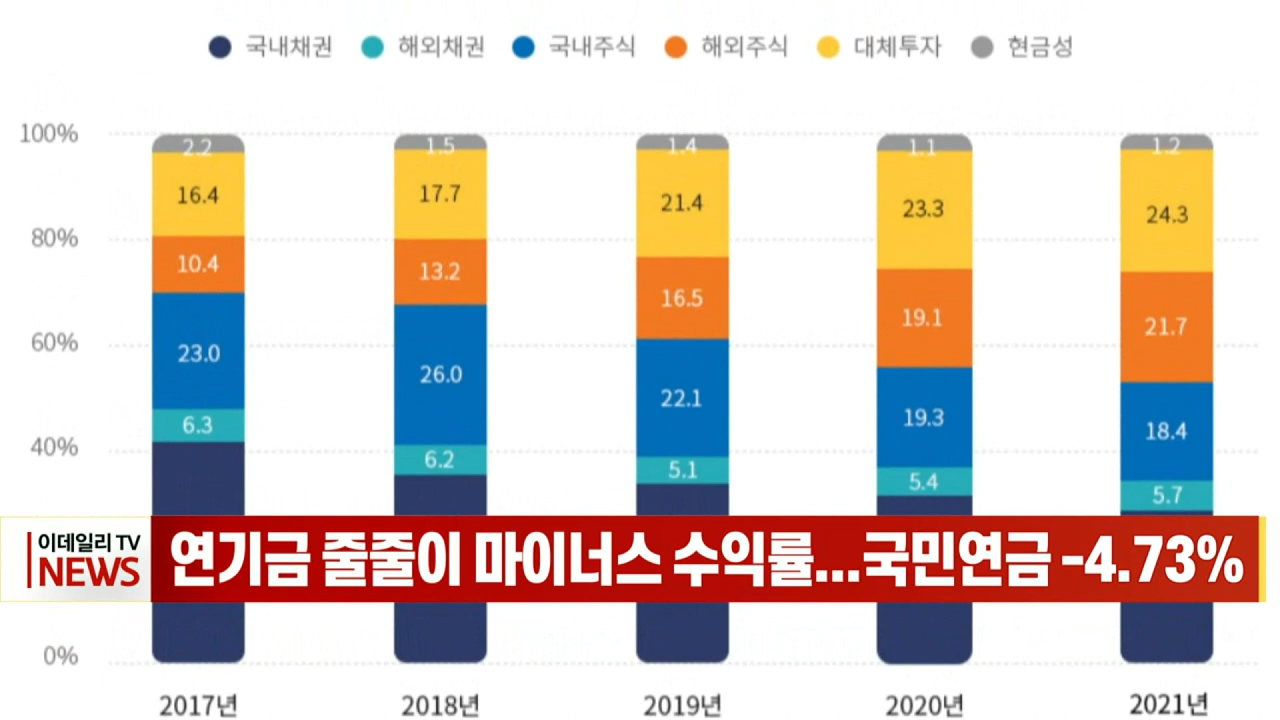 국내채권 해외채권 국내주식 해외주식 대체투자 현금성
100%
2.2 1.5 1.4 1.1 1.2
16.4 17.7 21.4 23.3 24.3
80%
10.4 13.2 16.5 19.1 21.7
60%
23.0 26.0 22.1 19.3 18.4
40%
6.3 6.2 5.1 5.4 5.7
이데일리 TV
NEWS
연기금 줄줄이 마이너스 수익률...국민연금 -4.73%
0%
2017년 2018년 2019년 2020년 2021년